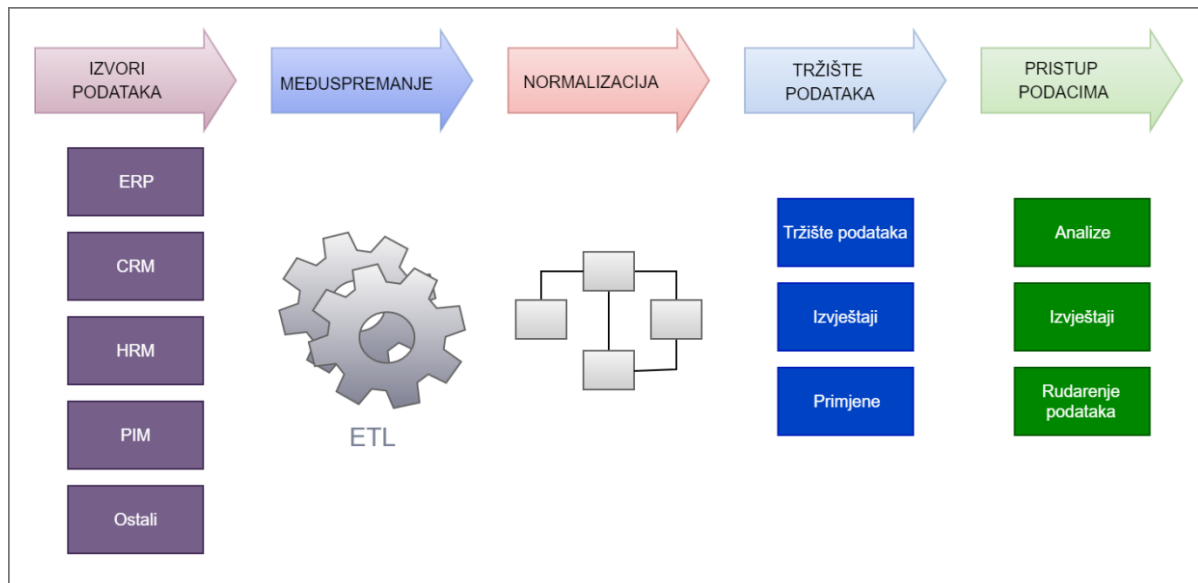 IZVORI
PODATAKA
MEĐUSPREMANJE
NORMALIZACIJA
TRŽIŠTE
PODATAKA
PRISTUP
PODACIMA
ERP
CRM
HRM
PIM
Ostali
ETL
Tržište podataka
Izvještaji
Primjene
Analize
Izvještaji
Rudarenje
podataka